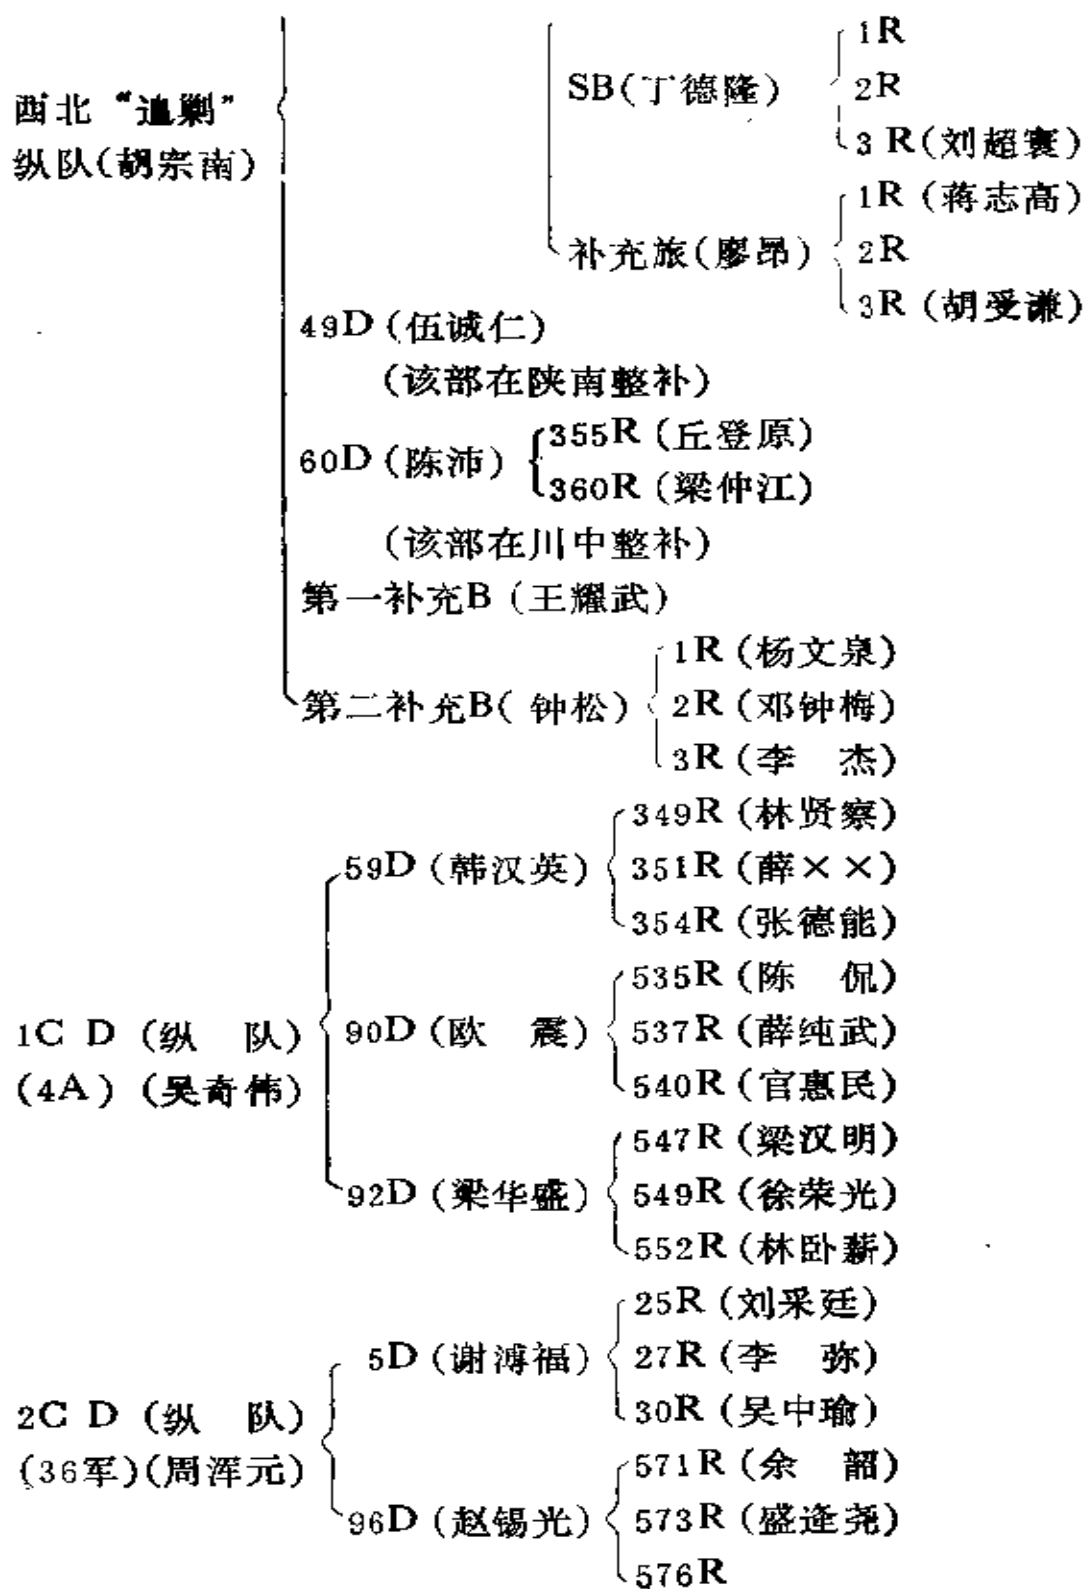 西北“追剿”
纵队(胡宗南)
SB(丁德隆)
1R
2R
3R(刘超寰)
补充旅(廖昂)
1R(蒋志高)
2R
3R(胡受谦)
49D(伍诚仁)
(该部在陕南整补)
60D(陈沛)
355R(丘登原)
360R(梁仲江)
(该部在川中整补)
第一补充B(王耀武)
第二补充B(钟松)
1R(杨文泉)
2R(邓钟梅)
3R(李 杰)
1C D(纵 队)
(4A)(吴奇伟)
59D(韩汉英)
349R(林贤察)
351R(薛××)
354R(张德能)
90D(欧 震)
535R(陈 侃)
537R(薛纯武)
540R(官惠民)
92D(梁华盛)
547R(梁汉明)
549R(徐荣光)
552R(林卧薪)
2C D(纵 队)
(36军)(周浑元)
5D(谢溥福)
25R(刘采廷)
27R(李 弥)
30R(吴中瑜)
96D(赵锡光)
571R(余 韶)
573R(盛逢尧)
576R